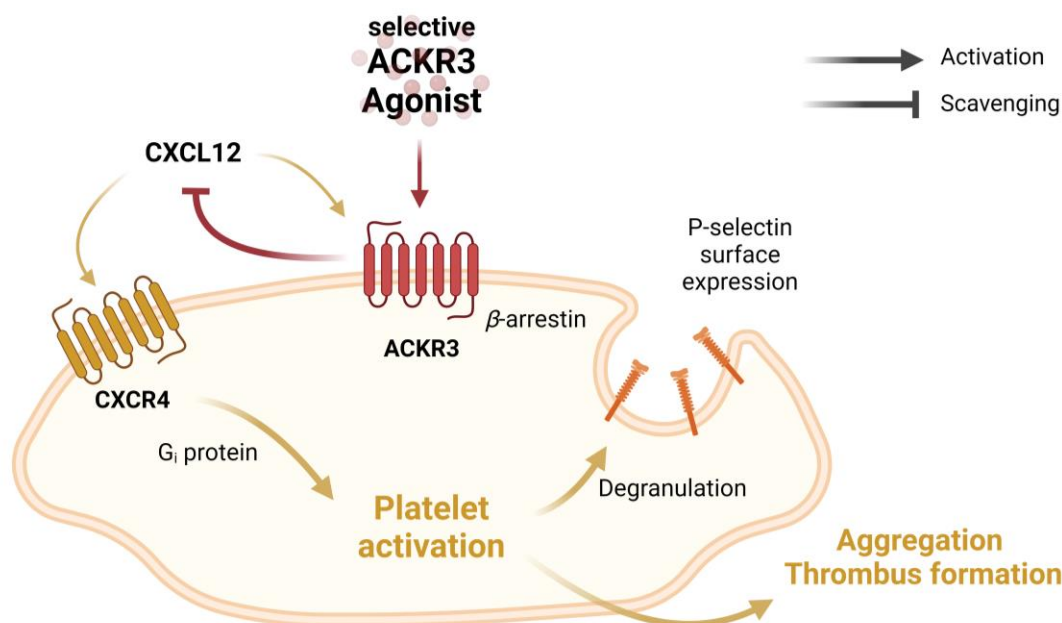 selective
ACKR3
Agonist
Activation
Scavenging
CXCL12
P-selectin
surface
expression
β-arrestin
ACKR3
CXCR4
Gᵢ protein
Platelet
activation
Degranulation
Aggregation
Thrombus formation